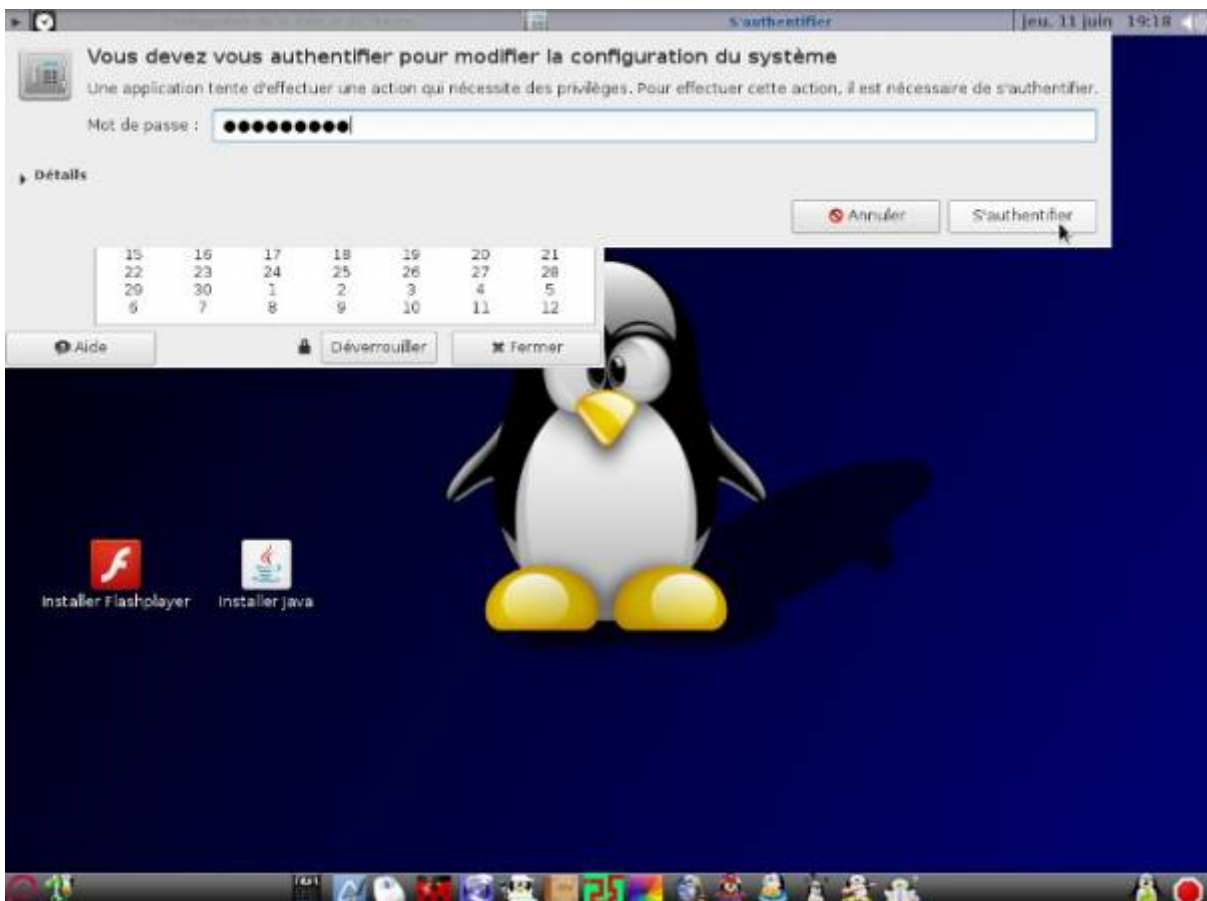 S'authentifier
jeu. 11 juin 19:18
Vous devez vous authentifier pour modifier la configuration du système
Une application tente d'effectuer une action qui nécessite des privilèges. Pour effectuer cette action, il est nécessaire de s'authentifier.
Mot de passe : ●●●●●●●●●
Détails
Annuler
S'authentifier
15 16 17 18 19 20 21
22 23 24 25 26 27 28
29 30 1 2 3 4 5
6 7 8 9 10 11 12
Aide
Déverrouiller
Fermer
Installer Flashplayer
Installer Java